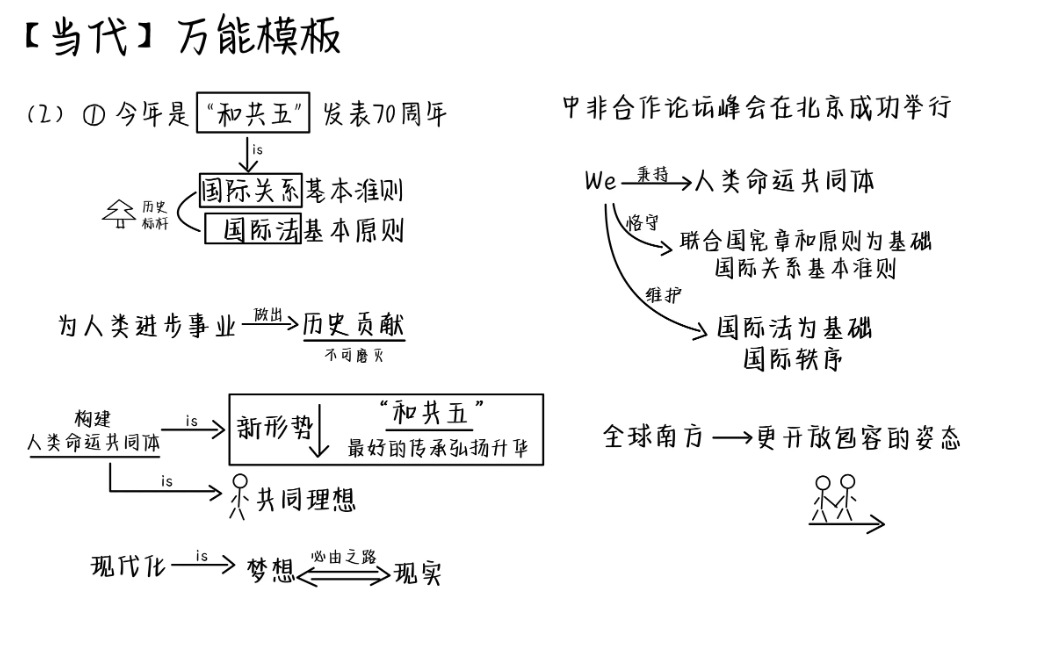 【当代】万能模板
(2) ① 今年是 “和共五” 发表70周年
is
国际关系基本准则
历史
标杆
国际法基本原则
为人类进步事业 做出 历史贡献
不可磨灭
构建
人类命运共同体
is
新形势
“和共五”
最好的传承弘扬升华
is
共同理想
现代化 is 梦想 必由之路 现实
中非合作论坛峰会在北京成功举行
We 秉持 人类命运共同体
恪守
联合国宪章和原则为基础
国际关系基本准则
维护
国际法为基础
国际秩序
全球南方 更开放包容的姿态